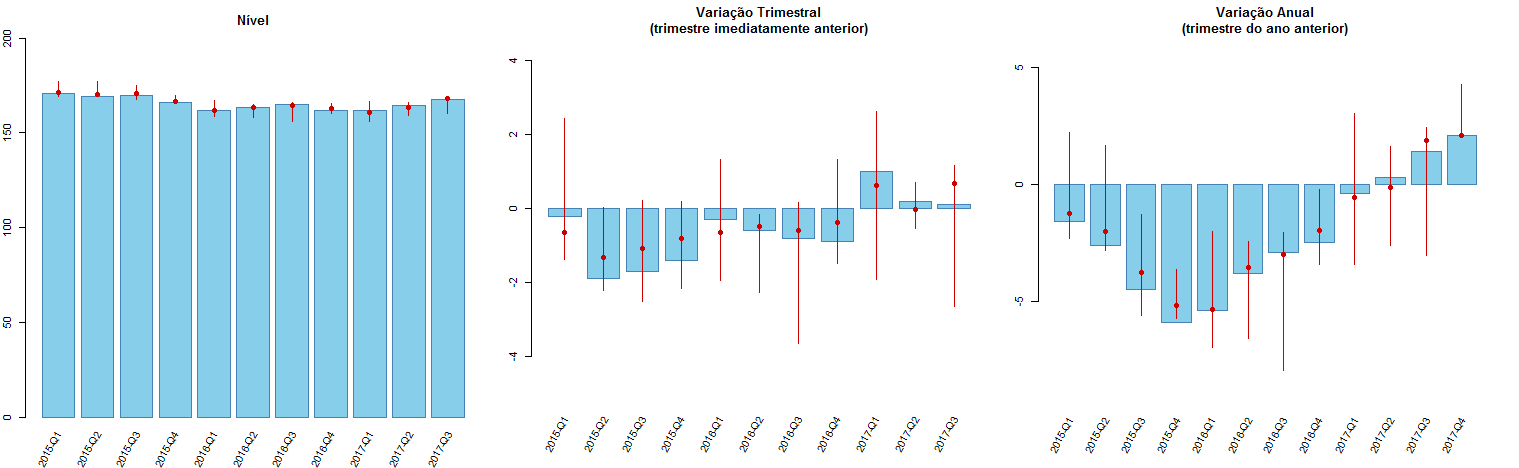 Nível
200
150
100
50
0
2015.Q1
2015.Q2
2015.Q3
2015.Q4
2016.Q1
2016.Q2
2016.Q3
2016.Q4
2017.Q1
2017.Q2
2017.Q3
Variação Trimestral
(trimestre imediatamente anterior)
4
2
0
-2
-4
2015.Q1
2015.Q2
2015.Q3
2015.Q4
2016.Q1
2016.Q2
2016.Q3
2016.Q4
2017.Q1
2017.Q2
2017.Q3
Variação Anual
(trimestre do ano anterior)
5
0
-5
2015.Q1
2015.Q2
2015.Q3
2015.Q4
2016.Q1
2016.Q2
2016.Q3
2016.Q4
2017.Q1
2017.Q2
2017.Q3
2017.Q4